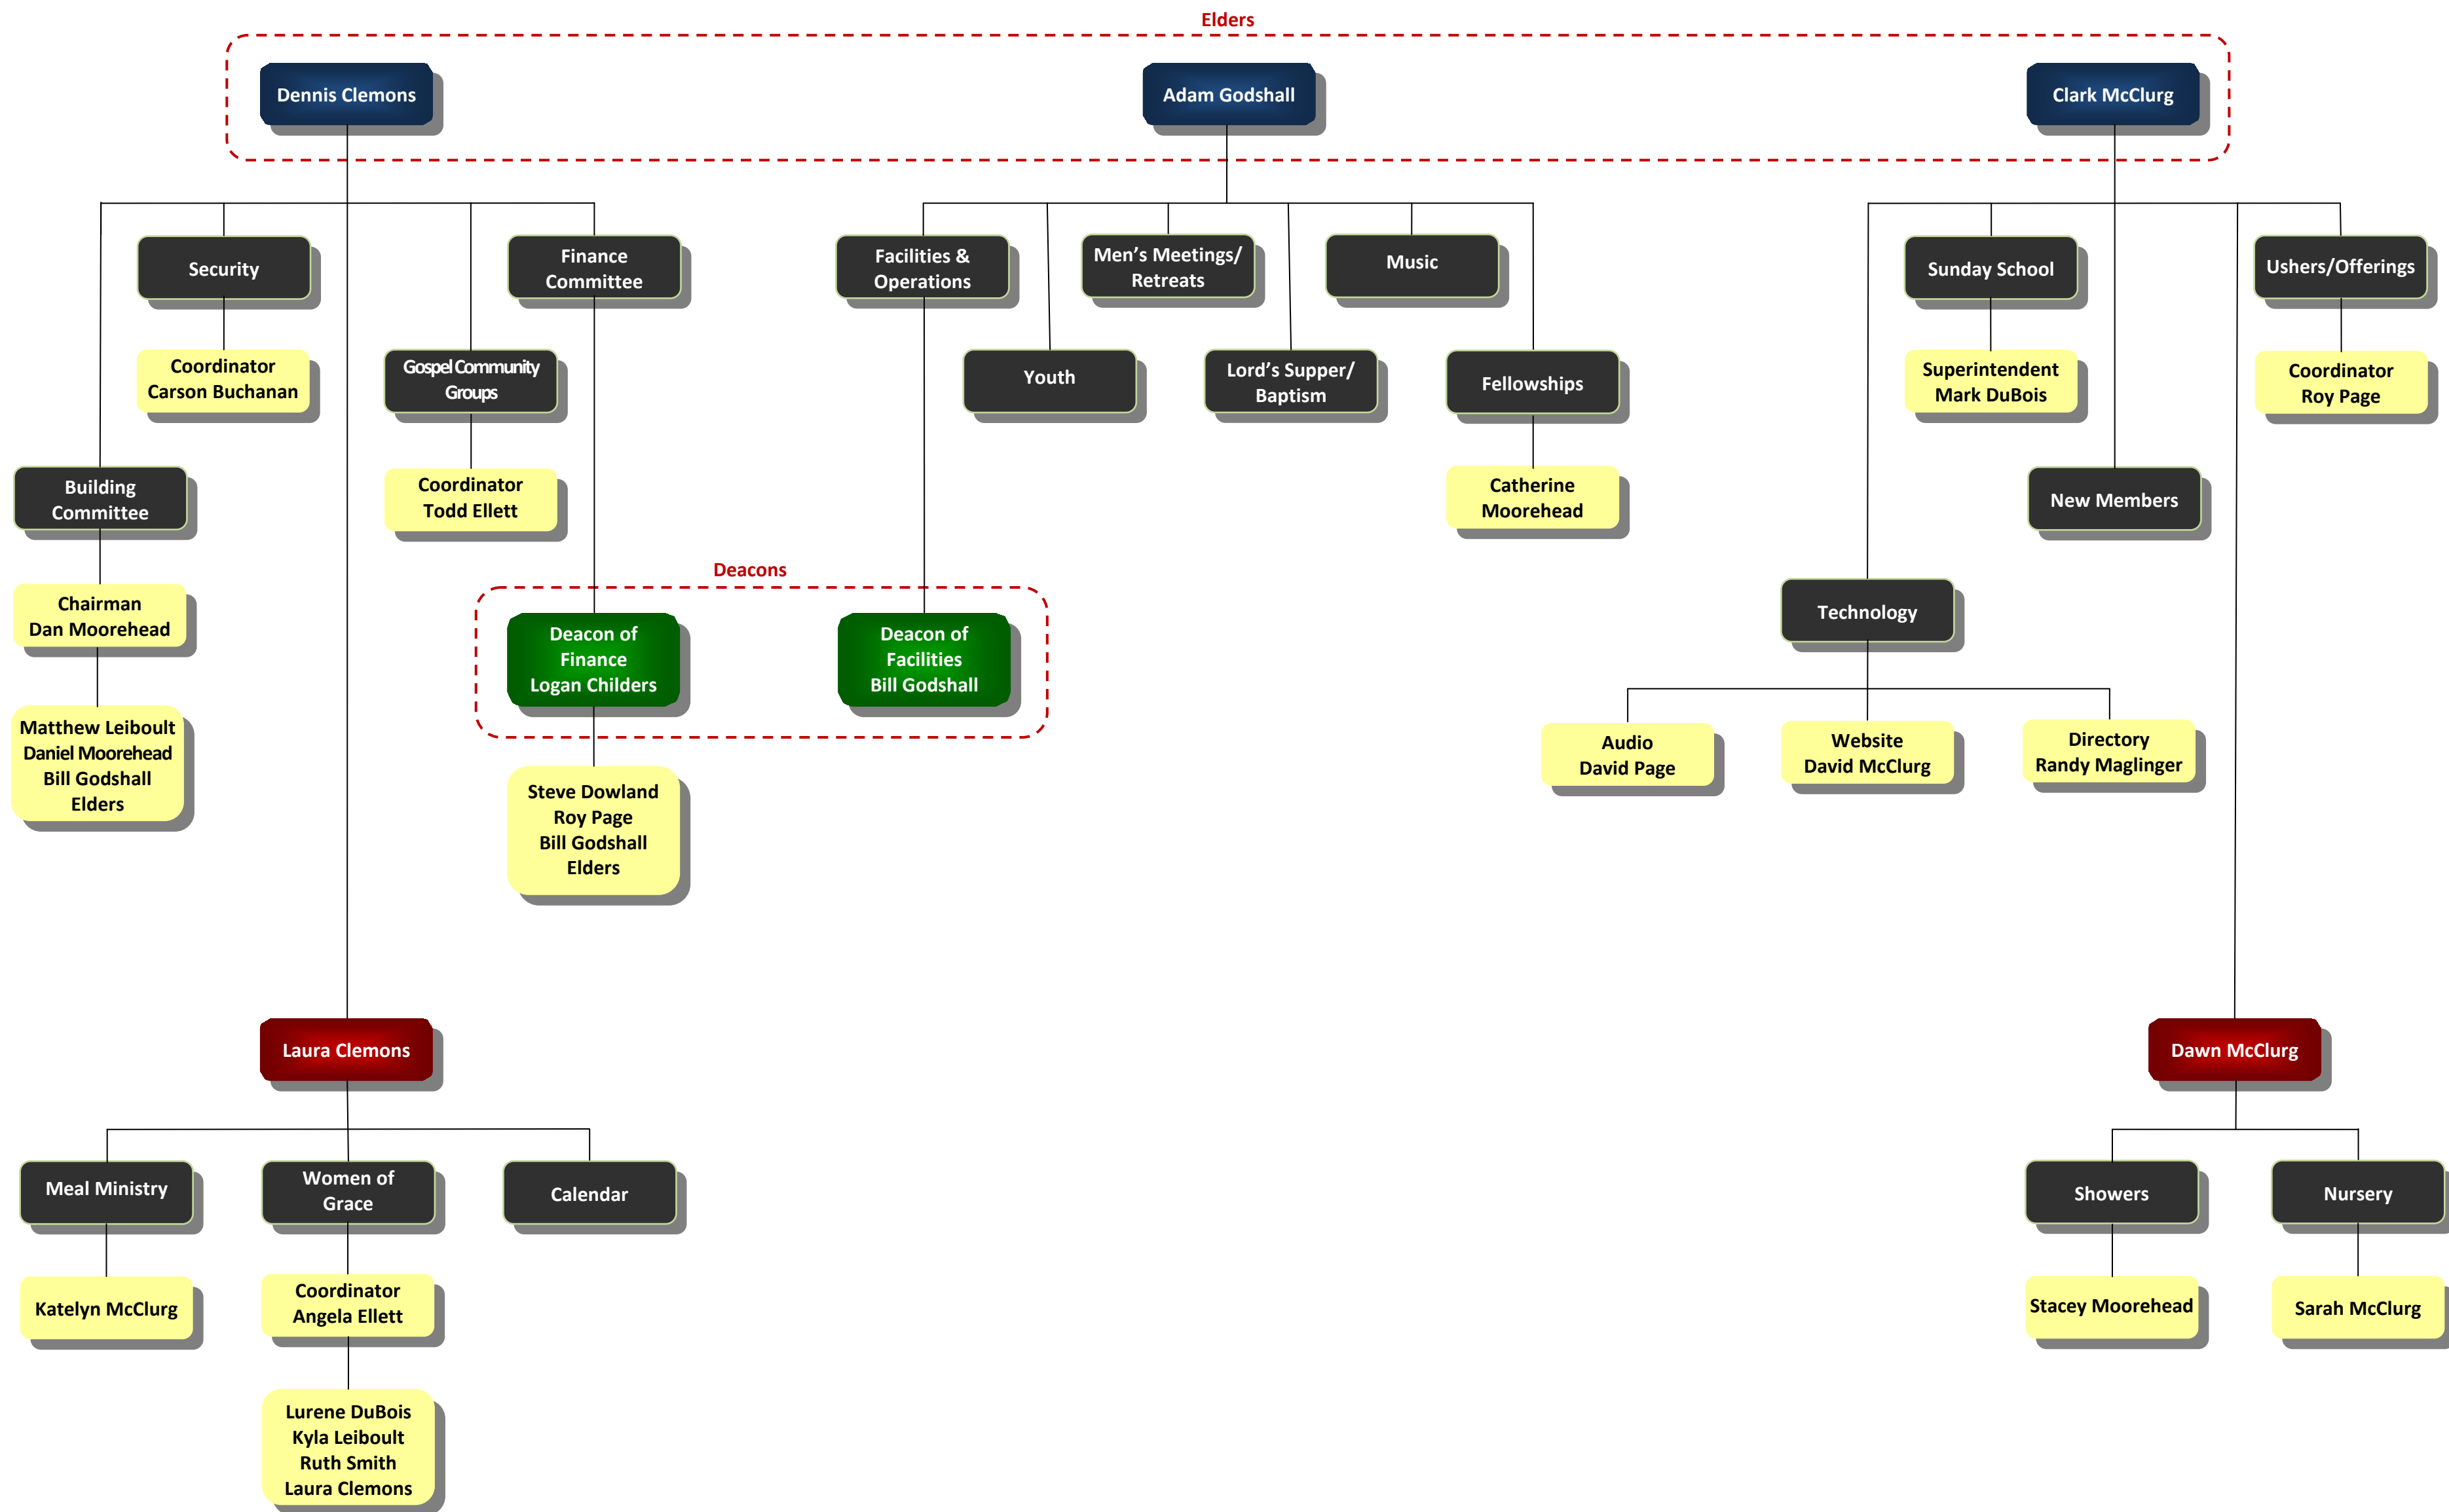 Elders
Dennis Clemons
Adam Godshall
Clark McClurg
Security
Finance
Committee
Facilities &
Operations
Men's Meetings/
Retreats
Music
Sunday School
Ushers/Offerings
Coordinator
Carson Buchanan
Gospel Community
Groups
Youth
Lord's Supper/
Baptism
Fellowships
Superintendent
Mark DuBois
Coordinator
Roy Page
Building
Committee
Coordinator
Todd Ellett
Catherine
Moorehead
New Members
Deacons
Chairman
Dan Moorehead
Deacon of
Finance
Logan Childers
Deacon of
Facilities
Bill Godshall
Technology
Matthew Leiboult
Daniel Moorehead
Bill Godshall
Elders
Steve Dowland
Roy Page
Bill Godshall
Elders
Audio
David Page
Website
David McClurg
Directory
Randy Maglinger
Laura Clemons
Dawn McClurg
Meal Ministry
Women of
Grace
Calendar
Showers
Nursery
Katelyn McClurg
Coordinator
Angela Ellett
Stacey Moorehead
Sarah McClurg
Lurene DuBois
Kyla Leiboult
Ruth Smith
Laura Clemons